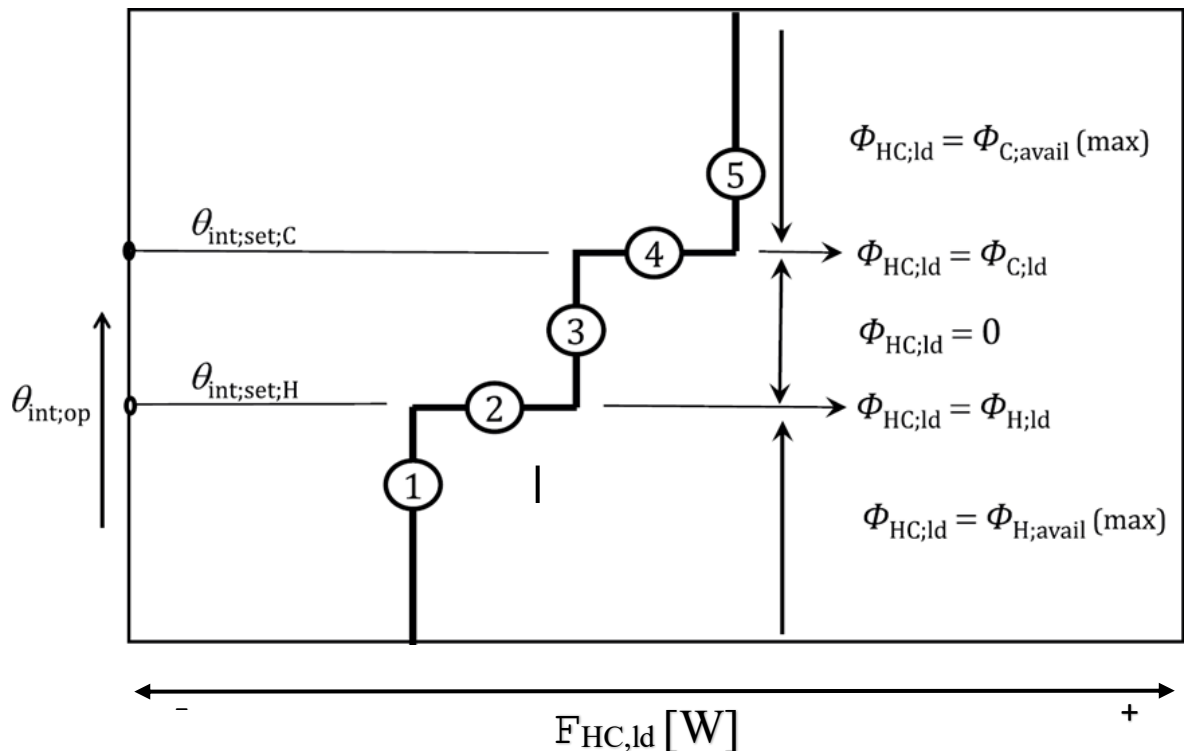 5
Φ_HC;ld = Φ_C;avail (max)
θ_int;set;C
4
Φ_HC;ld = Φ_C;ld
3
Φ_HC;ld = 0
θ_int;set;H
θ_int;op
2
Φ_HC;ld = Φ_H;ld
1
Φ_HC;ld = Φ_H;avail (max)
- +
F_HC,ld [W]